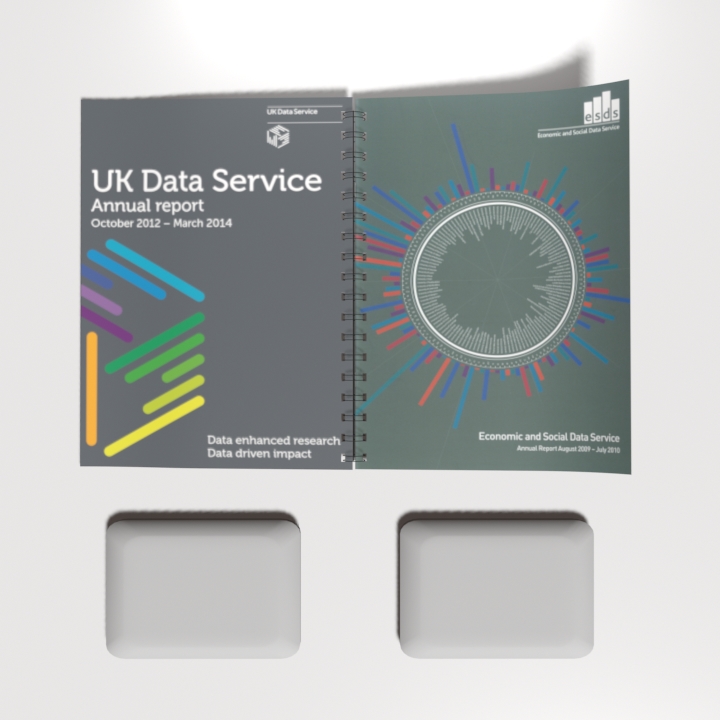 UK Data Service
UK Data Service
Annual report
October 2012 – March 2014
Data enhanced research
Data driven impact
esds
Economic and Social Data Service
Economic and Social Data Service
Annual Report August 2009 – July 2010